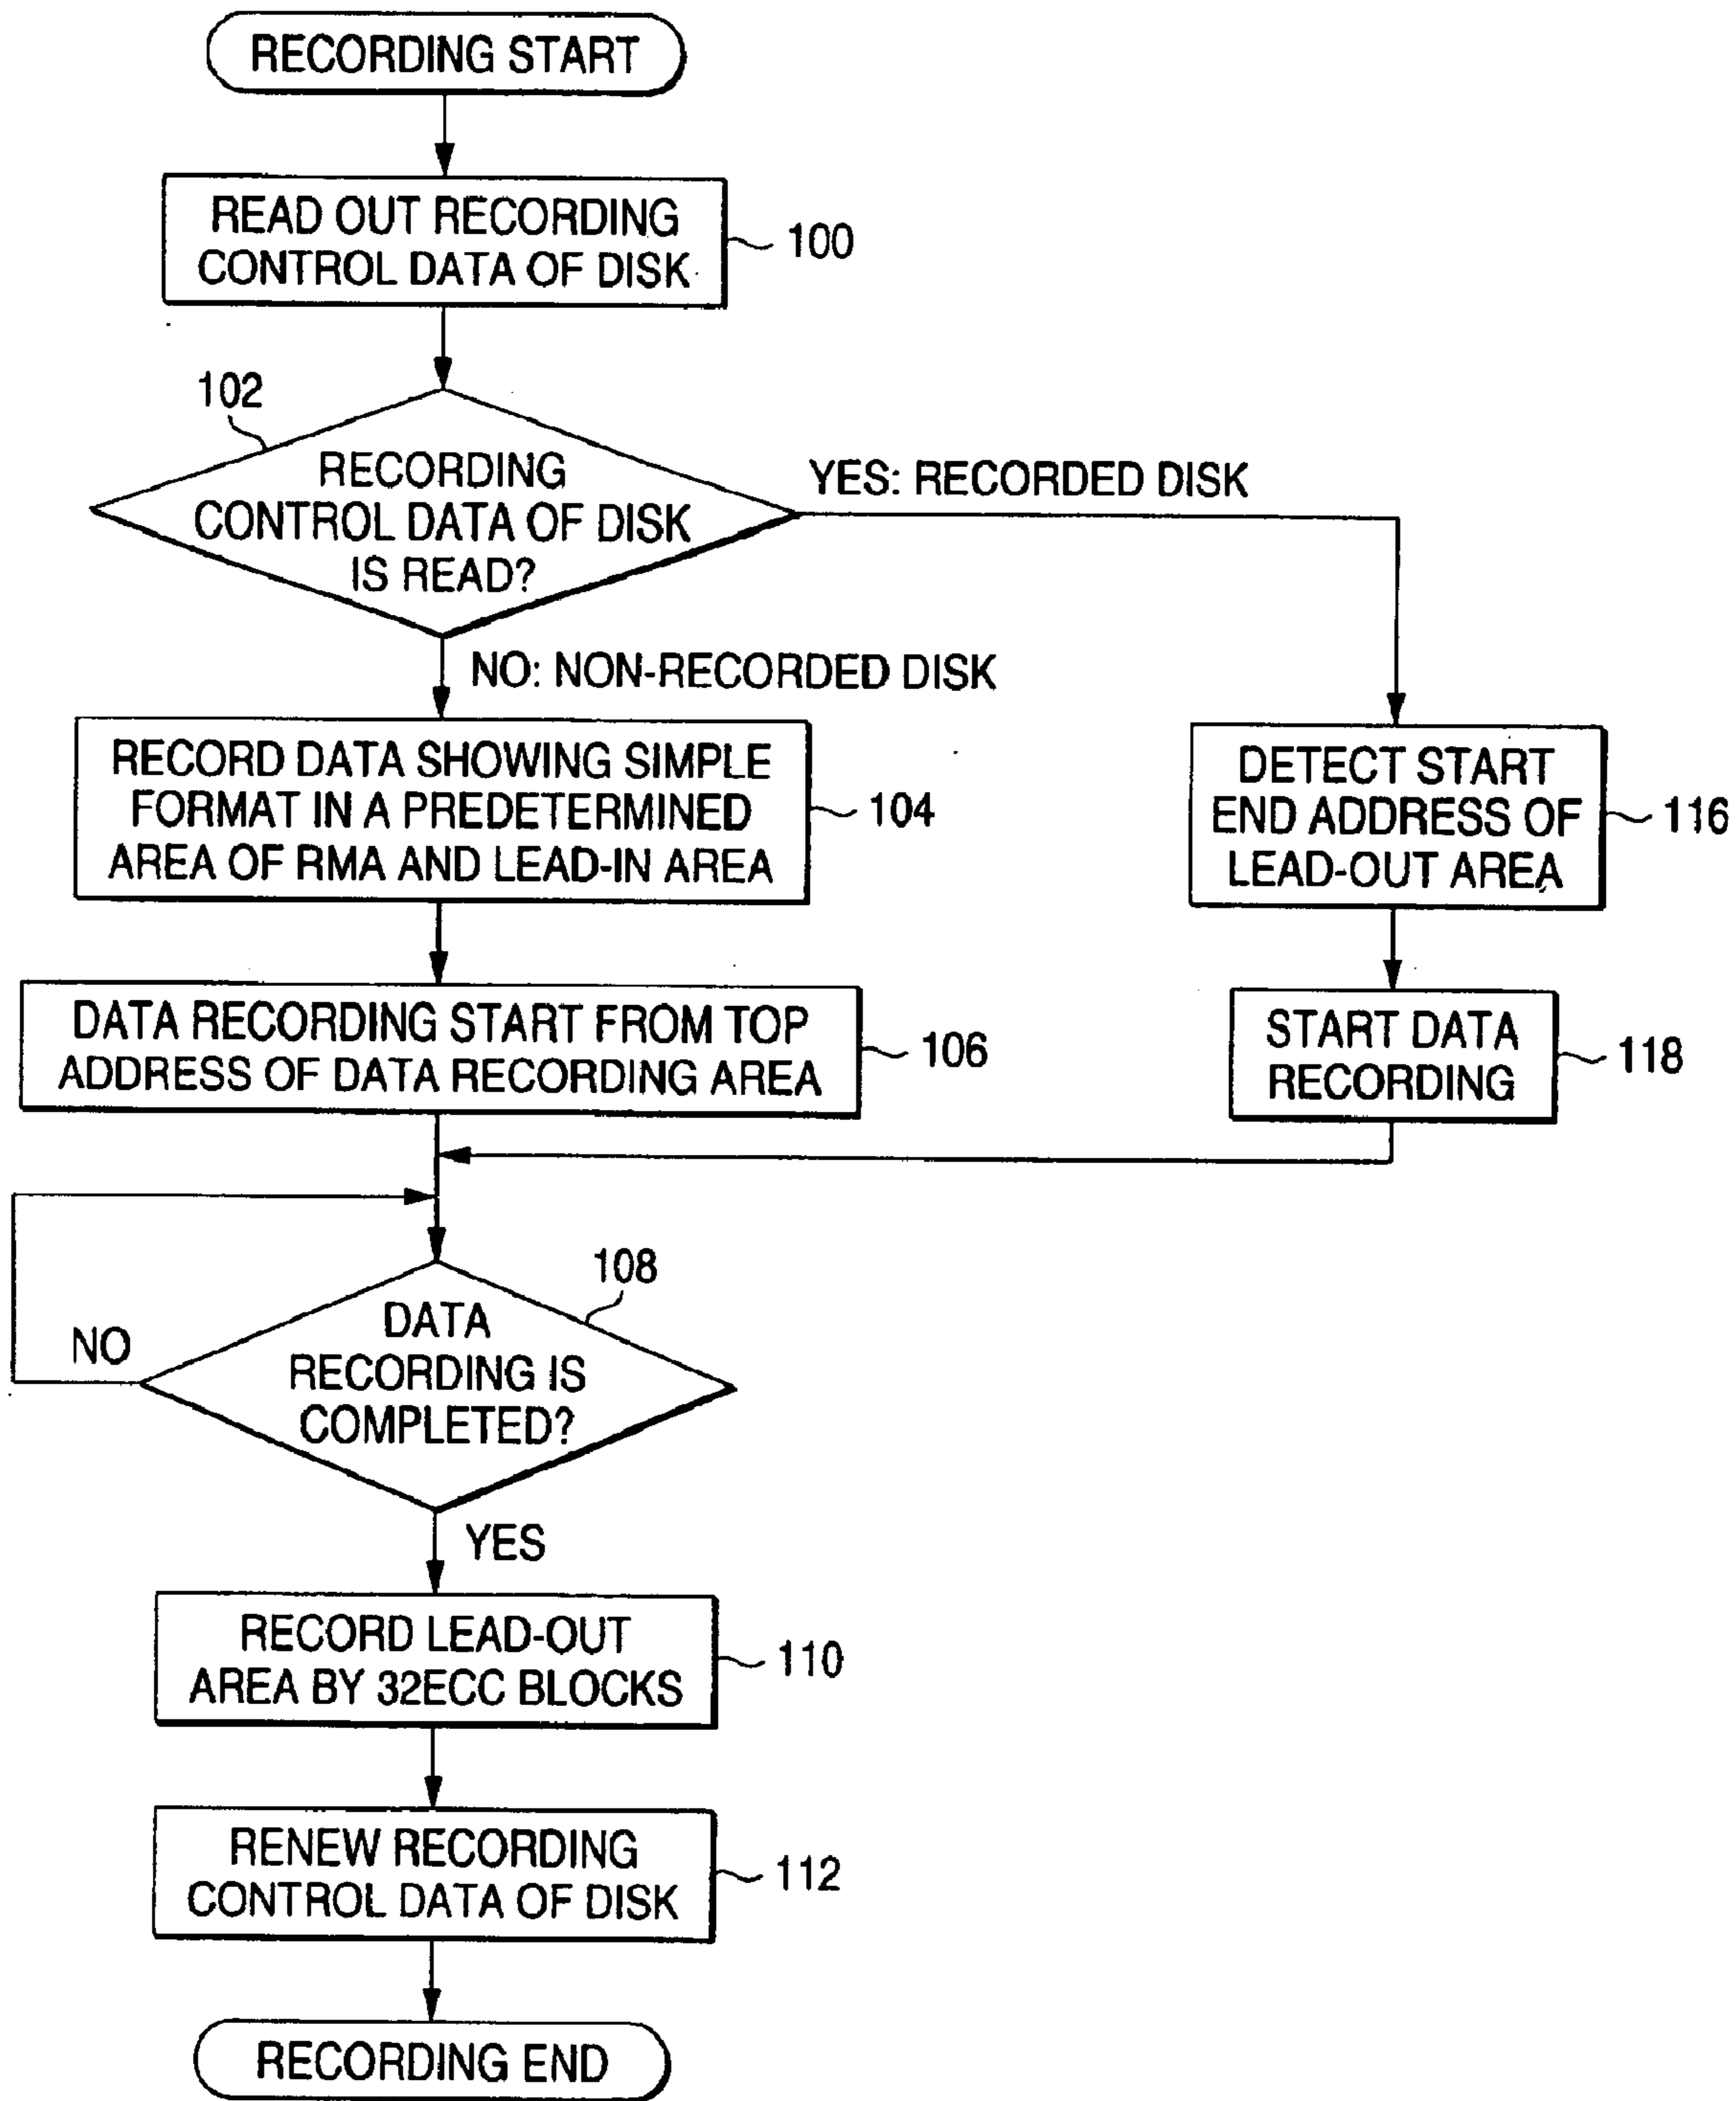 RECORDING START
READ OUT RECORDING
CONTROL DATA OF DISK
100
102
RECORDING
CONTROL DATA OF DISK
IS READ?
YES: RECORDED DISK
NO: NON-RECORDED DISK
RECORD DATA SHOWING SIMPLE
FORMAT IN A PREDETERMINED
AREA OF RMA AND LEAD-IN AREA
104
DETECT START
END ADDRESS OF
LEAD-OUT AREA
116
DATA RECORDING START FROM TOP
ADDRESS OF DATA RECORDING AREA
106
START DATA
RECORDING
118
108
DATA
RECORDING IS
COMPLETED?
NO
YES
RECORD LEAD-OUT
AREA BY 32ECC BLOCKS
110
RENEW RECORDING
CONTROL DATA OF DISK
112
RECORDING END